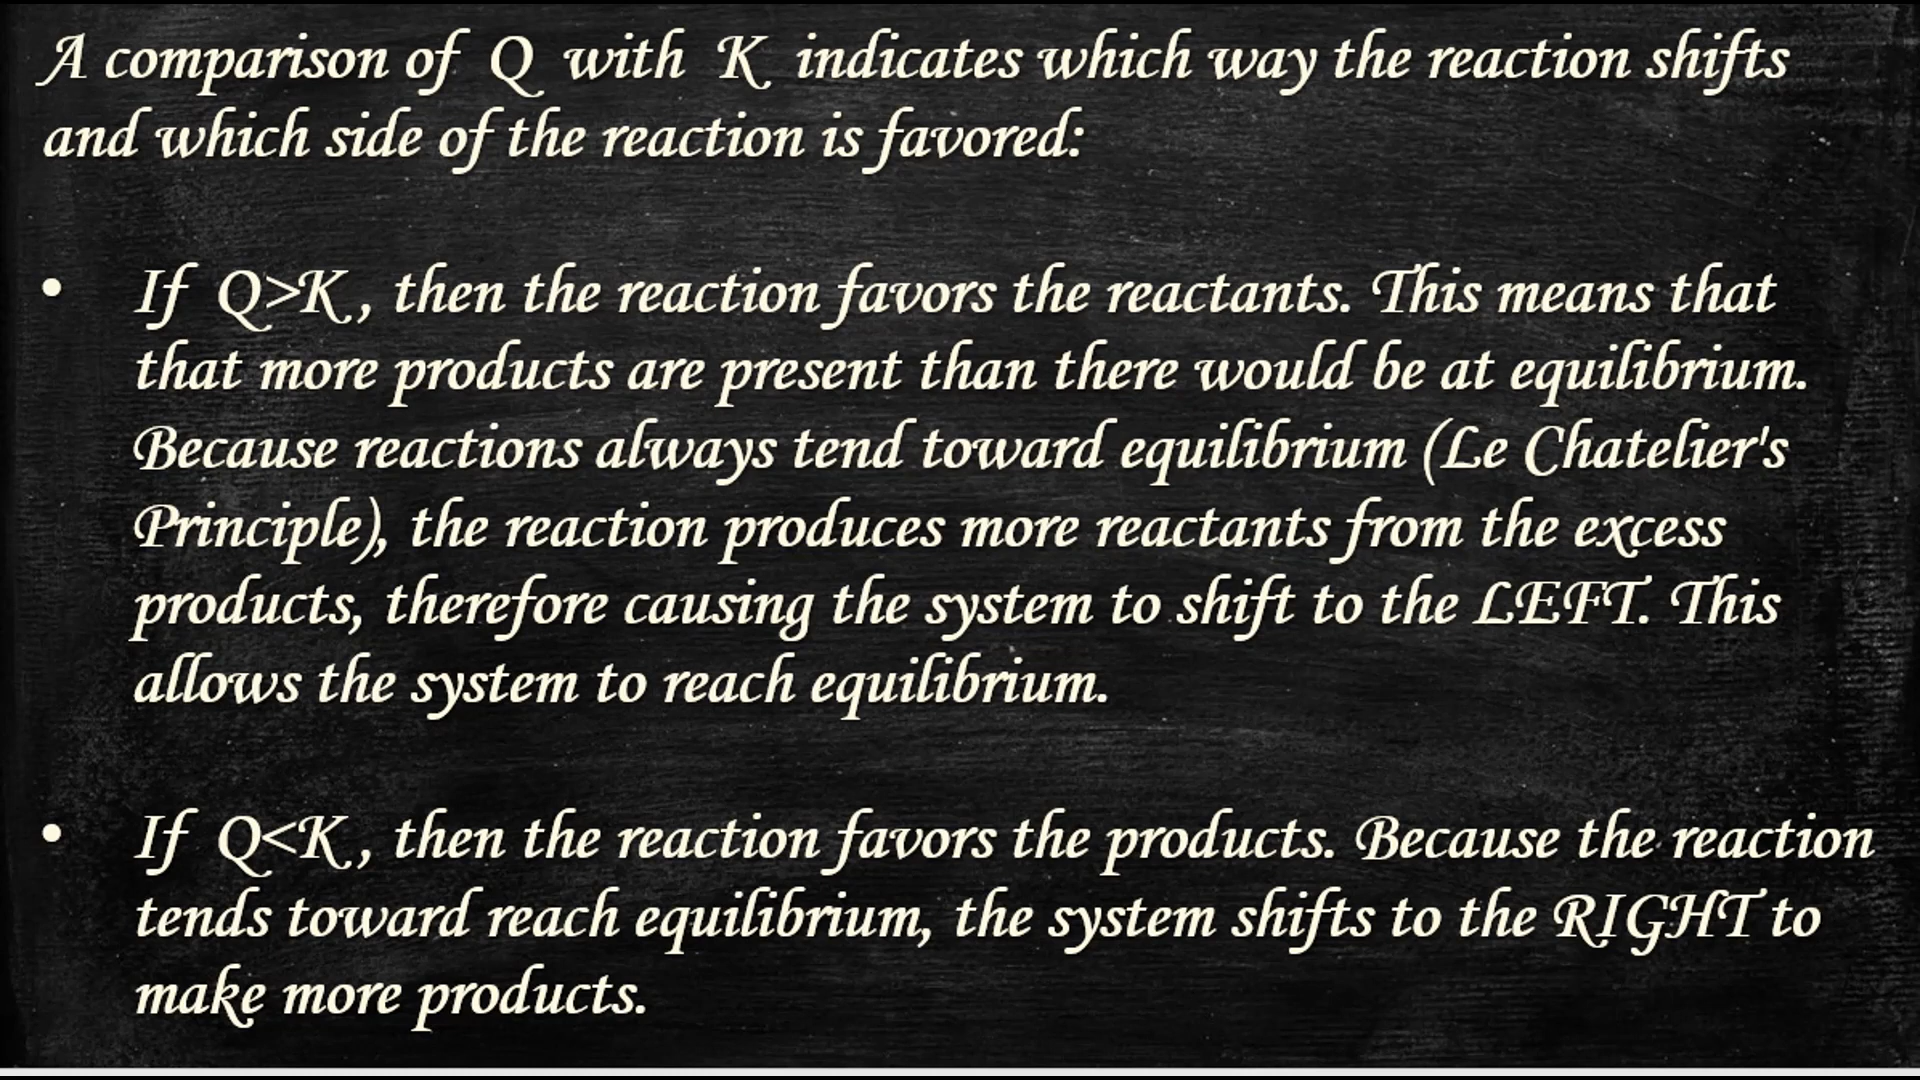 A comparison of Q with K indicates which way the reaction shifts
and which side of the reaction is favored:
• If Q>K, then the reaction favors the reactants. This means that
that more products are present than there would be at equilibrium.
Because reactions always tend toward equilibrium (Le Chatelier's
Principle), the reaction produces more reactants from the excess
products, therefore causing the system to shift to the LEFT. This
allows the system to reach equilibrium.
• If Q<K, then the reaction favors the products. Because the reaction
tends toward reach equilibrium, the system shifts to the RIGHT to
make more products.